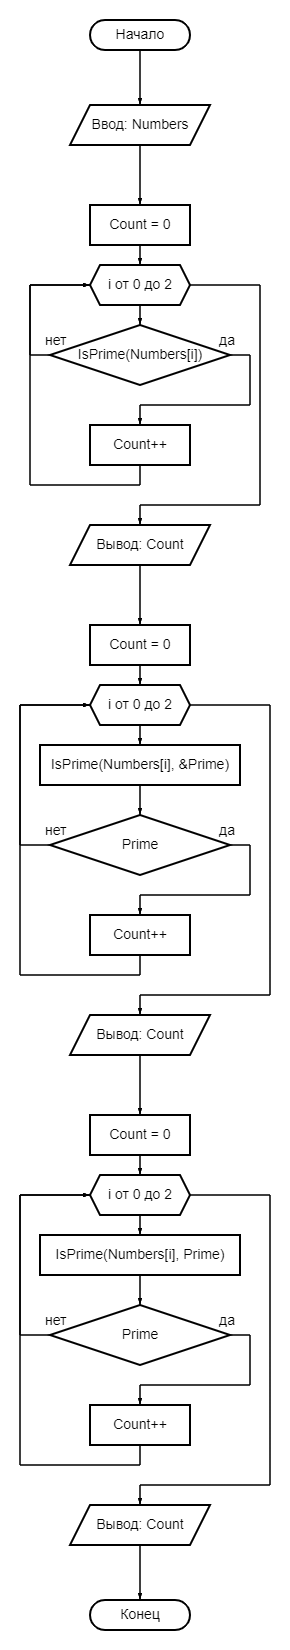 Начало
Ввод: Numbers
Count = 0
i от 0 до 2
нет
да
IsPrime(Numbers[i])
Count++
Вывод: Count
Count = 0
i от 0 до 2
IsPrime(Numbers[i], &Prime)
нет
да
Prime
Count++
Вывод: Count
Count = 0
i от 0 до 2
IsPrime(Numbers[i], Prime)
нет
да
Prime
Count++
Вывод: Count
Конец